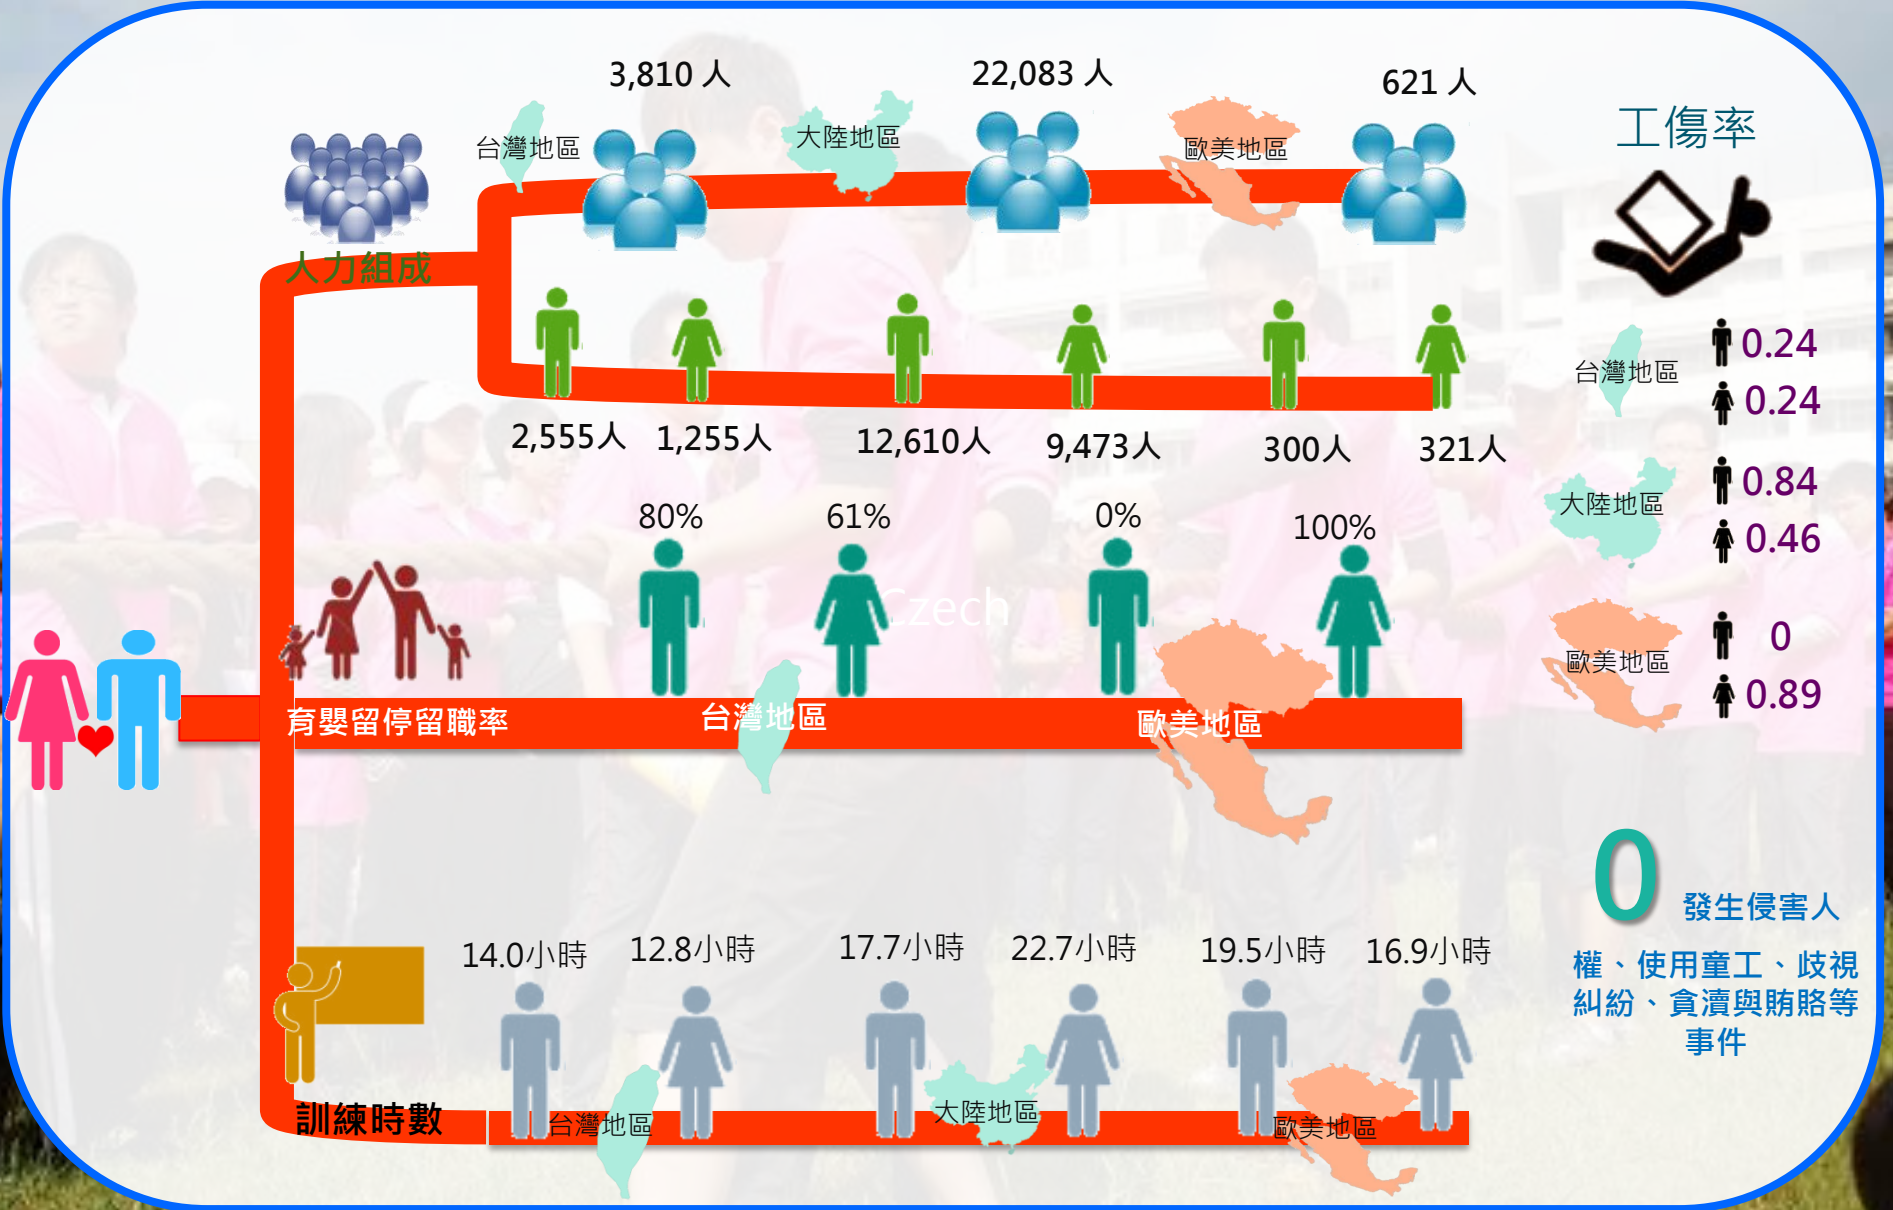 3,810 人
22,083 人
621 人
台灣地區
大陸地區
歐美地區
人力組成
2,555人
1,255人
12,610人
9,473人
300人
321人
80%
61%
0%
100%
Czech
育嬰留停留職率
台灣地區
歐美地區
14.0小時
12.8小時
17.7小時
22.7小時
19.5小時
16.9小時
訓練時數
台灣地區
大陸地區
歐美地區
工傷率
台灣地區
0.24
0.24
大陸地區
0.84
0.46
歐美地區
0
0.89
0 發生侵害人
權、使用童工、歧視
糾紛、貪瀆與賄賂等
事件